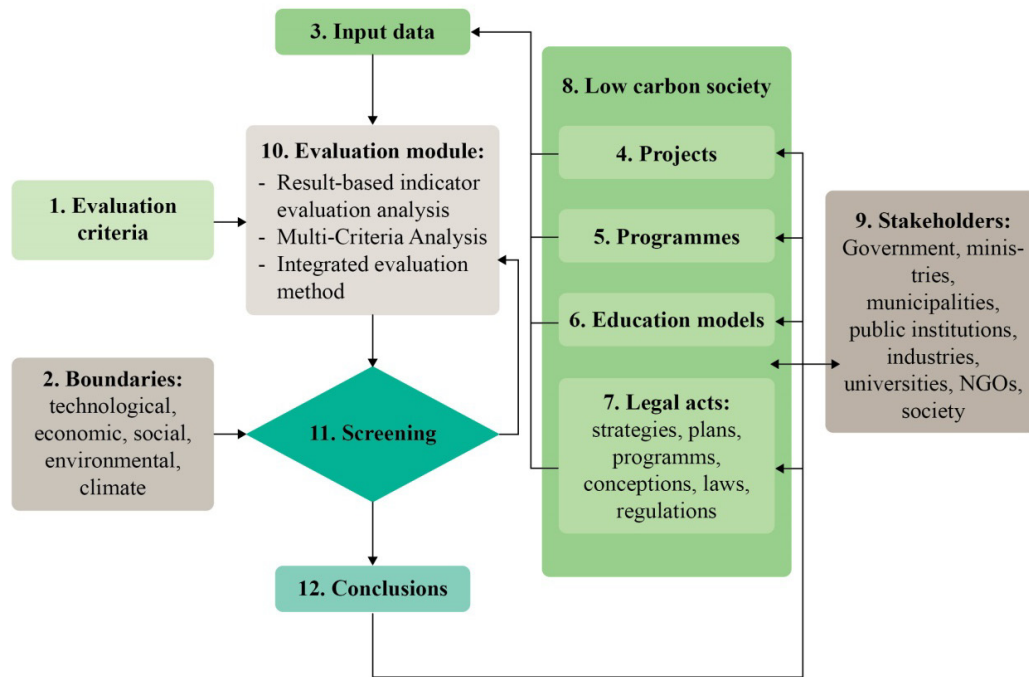 3. Input data
8. Low carbon society
10. Evaluation module:
- Result-based indicator
evaluation analysis
- Multi-Criteria Analysis
- Integrated evaluation
method
4. Projects
1. Evaluation
criteria
5. Programmes
9. Stakeholders:
Government, minis-
tries,
municipalities,
public institutions,
industries,
universities, NGOs,
society
6. Education models
2. Boundaries:
technological,
economic, social,
environmental,
climate
11. Screening
7. Legal acts:
strategies, plans,
programms,
conceptions, laws,
regulations
12. Conclusions